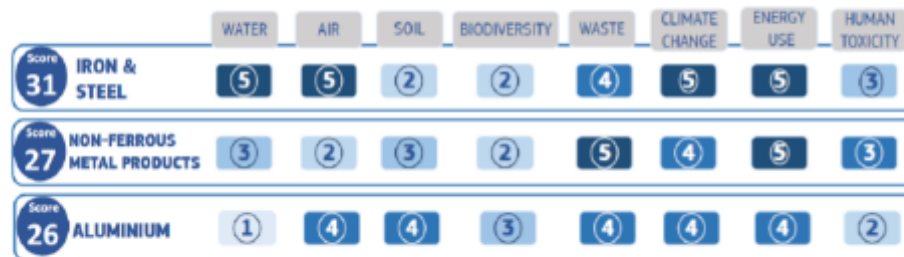 WATER AIR SOIL BIODIVERSITY WASTE CLIMATE CHANGE ENERGY USE HUMAN TOXICITY
Score 31 IRON & STEEL 5 5 2 2 4 5 5 3
Score 27 NON-FERROUS METAL PRODUCTS 3 2 3 2 5 4 5 3
Score 26 ALUMINIUM 1 4 4 3 4 4 4 2